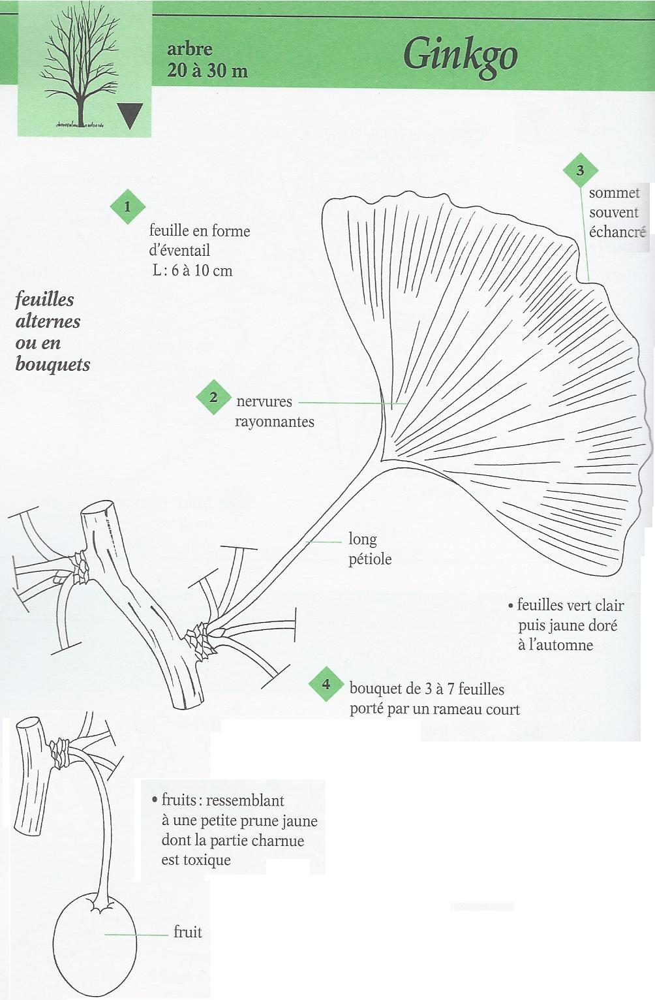 arbre
20 à 30 m
Ginkgo
1
feuille en forme
d'éventail
L : 6 à 10 cm
3
sommet
souvent
échancré
feuilles
alternes
ou en
bouquets
2
nervures
rayonnantes
long
pétiole
• feuilles vert clair
puis jaune doré
à l'automne
4
bouquet de 3 à 7 feuilles
porté par un rameau court
• fruits : ressemblant
à une petite prune jaune
dont la partie charnue
est toxique
fruit